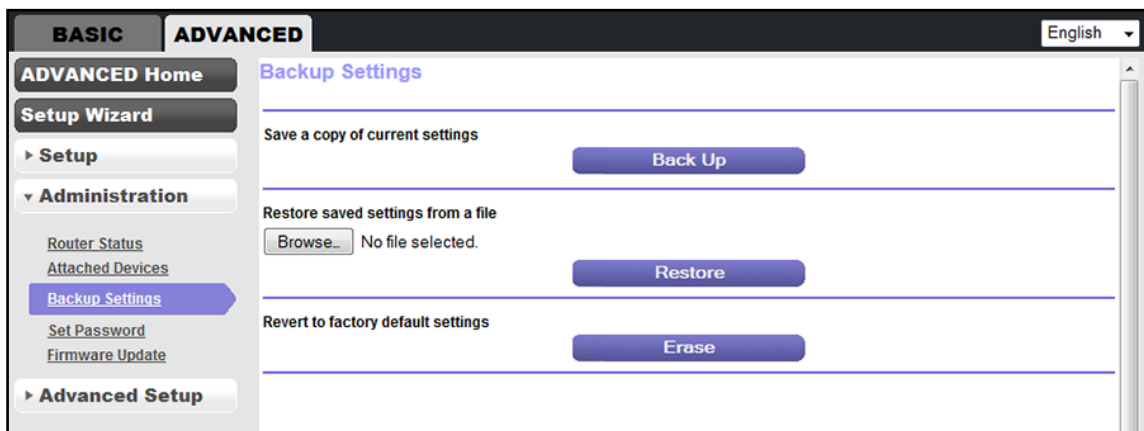 BASIC ADVANCED English
ADVANCED Home
Setup Wizard
Setup
Administration
Router Status
Attached Devices
Backup Settings
Set Password
Firmware Update
Advanced Setup
Backup Settings
Save a copy of current settings
Back Up
Restore saved settings from a file
Browse... No file selected.
Restore
Revert to factory default settings
Erase